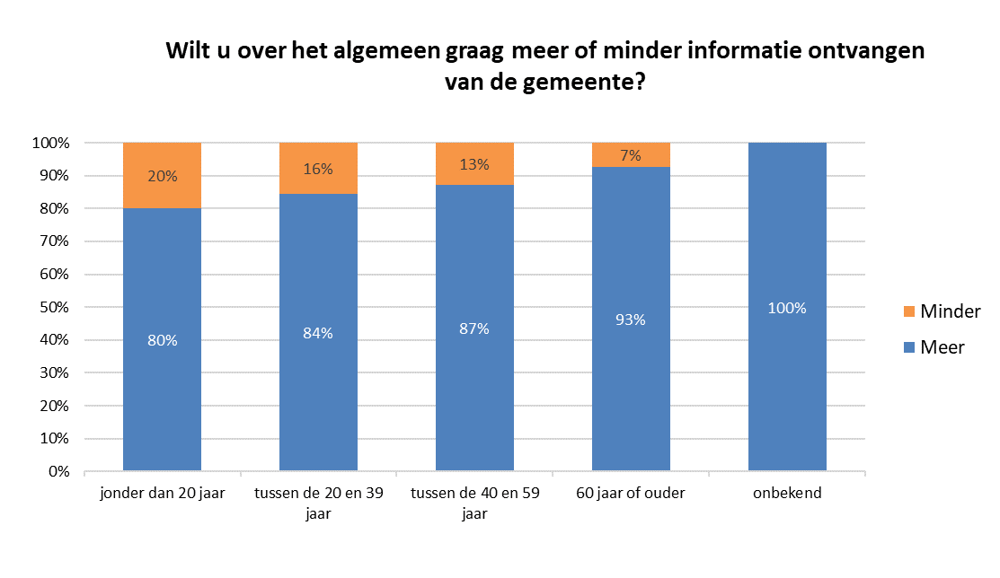 Wilt u over het algemeen graag meer of minder informatie ontvangen
van de gemeente?
100%
90%
80%
70%
60%
50%
40%
30%
20%
10%
0%
20%
16%
13%
7%
80%
84%
87%
93%
100%
jonder dan 20 jaar
tussen de 20 en 39
jaar
tussen de 40 en 59
jaar
60 jaar of ouder
onbekend
Minder
Meer